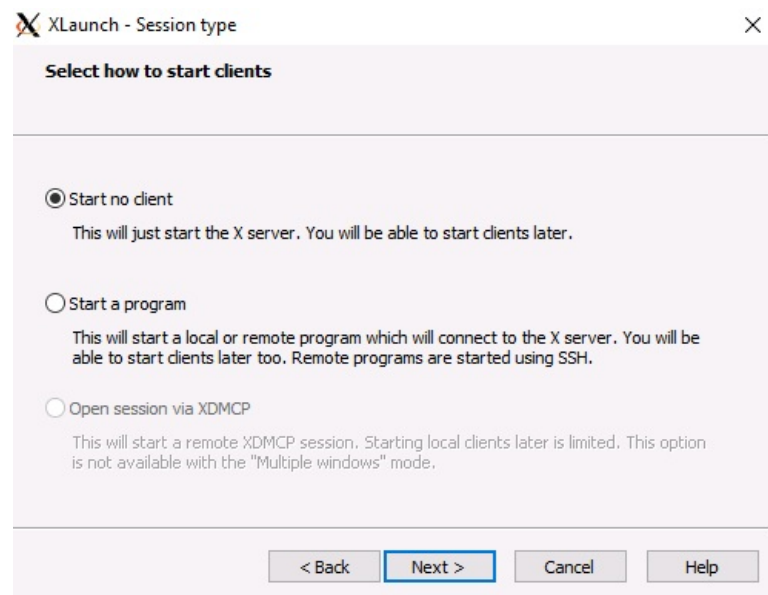 XLaunch - Session type
Select how to start clients
Start no client
This will just start the X server. You will be able to start clients later.
Start a program
This will start a local or remote program which will connect to the X server. You will be
able to start clients later too. Remote programs are started using SSH.
Open session via XDMCP
This will start a remote XDMCP session. Starting local clients later is limited. This option
is not available with the "Multiple windows" mode.
< Back Next > Cancel Help